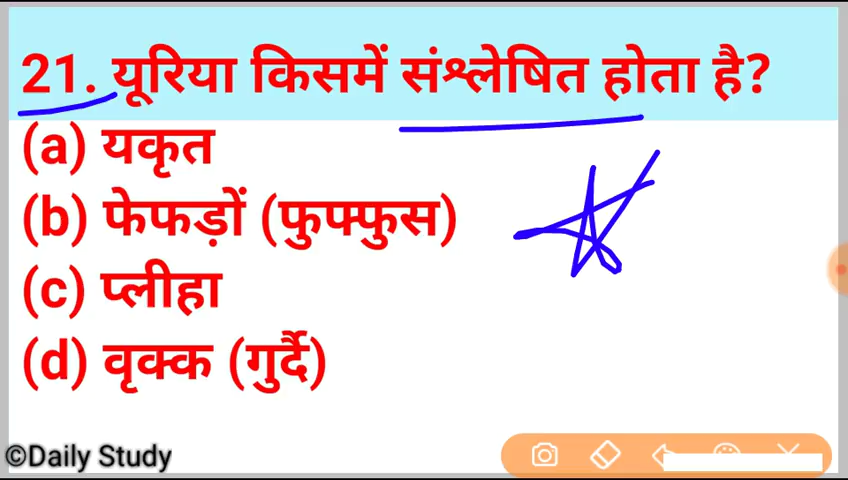 21. यूरिया किसमें संश्लेषित होता है?
(a) यकृत
(b) फेफड़ों (फुफ्फुस)
(c) प्लीहा
(d) वृक्क (गुर्दै)
©Daily Study